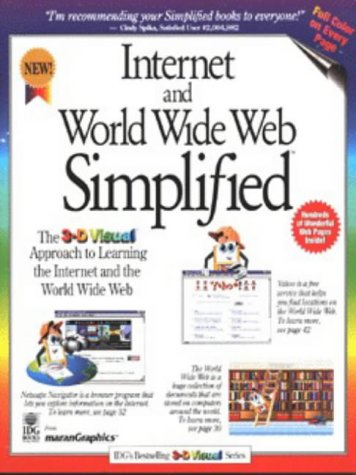 "I'm recommending your Simplified books to everyone!"
— Cindy Spika, Satisfied User #2,004,582
Full Color
on Every
Page
NEW!
Internet
and
World Wide Web
Simplified™
The 3-D Visual
Approach to Learning
the Internet and the
World Wide Web
Hundreds
of Wonderful
Web Pages
Inside!
Yahoo is a free
service that helps
you find locations on
the World Wide Web.
To learn more,
see page 42
Netscape Navigator is a browser program that
lets you explore information on the Internet.
To learn more, see page 32
The World
Wide Web is a
huge collection of
documents that are
stored on computers
around the world.
To learn more,
see page 30
IDG
BOOKS
From
maranGraphics™
IDG's Bestselling 3-D Visual Series